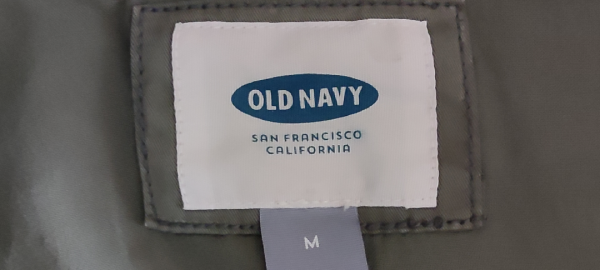 OLD NAVY
SAN FRANCISCO
CALIFORNIA
M